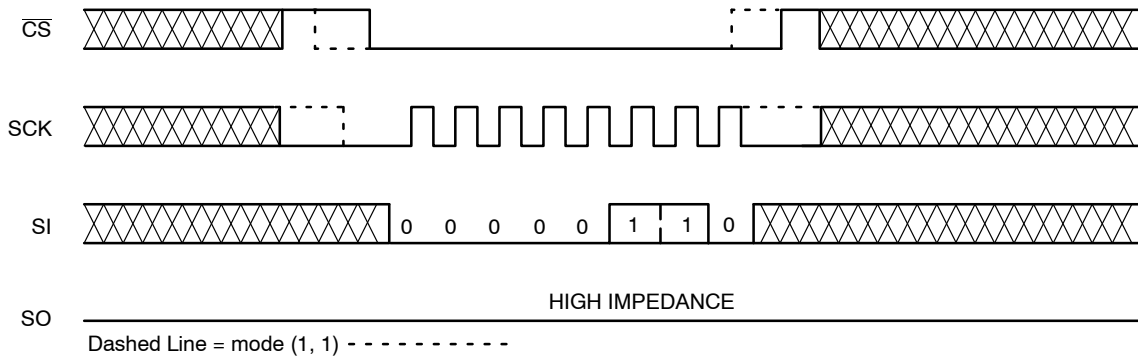 CS
SCK
SI 0 0 0 0 0 1 1 0
HIGH IMPEDANCE
SO
Dashed Line = mode (1, 1)